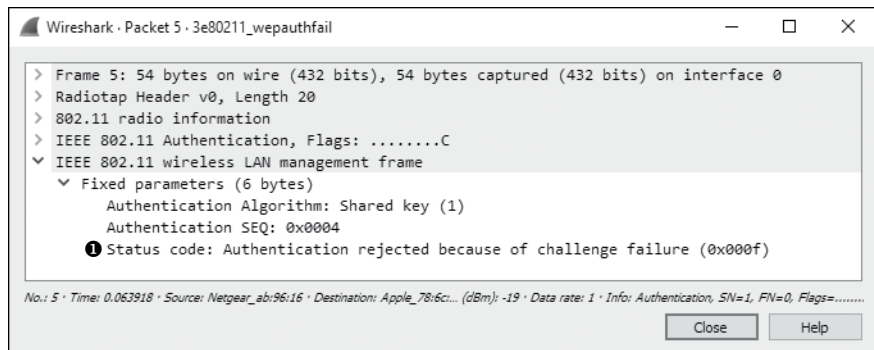 Wireshark · Packet 5 · 3e80211_wepauthfail
Frame 5: 54 bytes on wire (432 bits), 54 bytes captured (432 bits) on interface 0
Radiotap Header v0, Length 20
802.11 radio information
IEEE 802.11 Authentication, Flags: ........C
IEEE 802.11 wireless LAN management frame
Fixed parameters (6 bytes)
Authentication Algorithm: Shared key (1)
Authentication SEQ: 0x0004
❶ Status code: Authentication rejected because of challenge failure (0x000f)
No.: 5 · Time: 0.063918 · Source: Netgear_ab:96:16 · Destination: Apple_78:6c:... (dBm): -19 · Data rate: 1 · Info: Authentication, SN=1, FN=0, Flags=........
Close Help